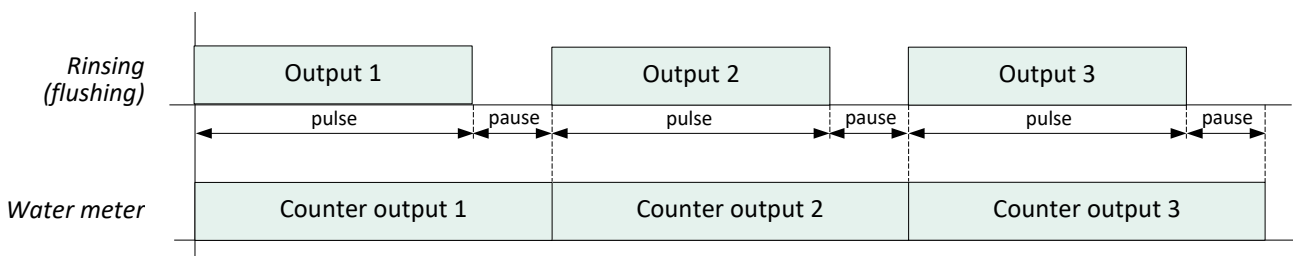 Rinsing
(flushing)
Output 1
Output 2
Output 3
pulse
pause
pulse
pause
pulse
pause
Water meter
Counter output 1
Counter output 2
Counter output 3